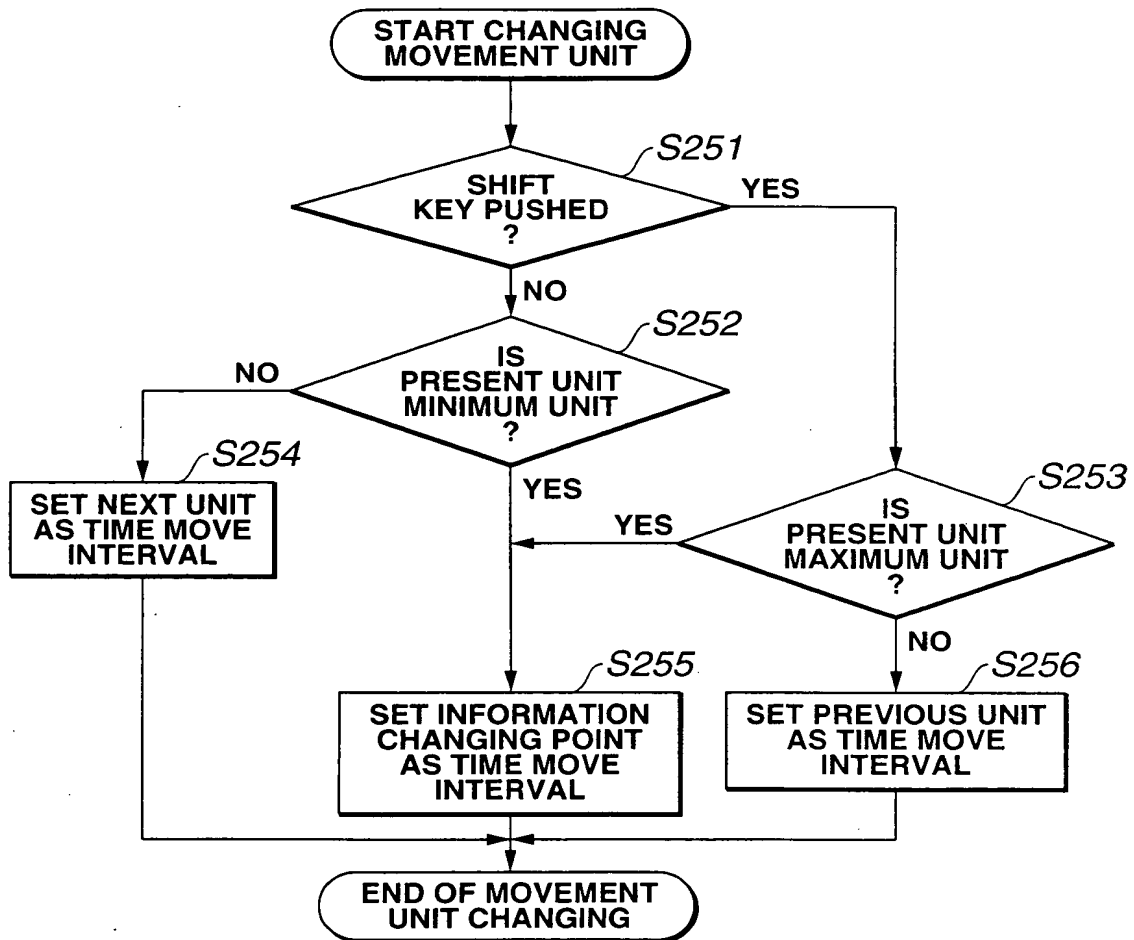 START CHANGING
MOVEMENT UNIT
S251
SHIFT
KEY PUSHED
?
YES
NO
S252
IS
PRESENT UNIT
MINIMUM UNIT
?
NO
YES
S254
SET NEXT UNIT
AS TIME MOVE
INTERVAL
S253
IS
PRESENT UNIT
MAXIMUM UNIT
?
YES
NO
S255
SET INFORMATION
CHANGING POINT
AS TIME MOVE
INTERVAL
S256
SET PREVIOUS UNIT
AS TIME MOVE
INTERVAL
END OF MOVEMENT
UNIT CHANGING